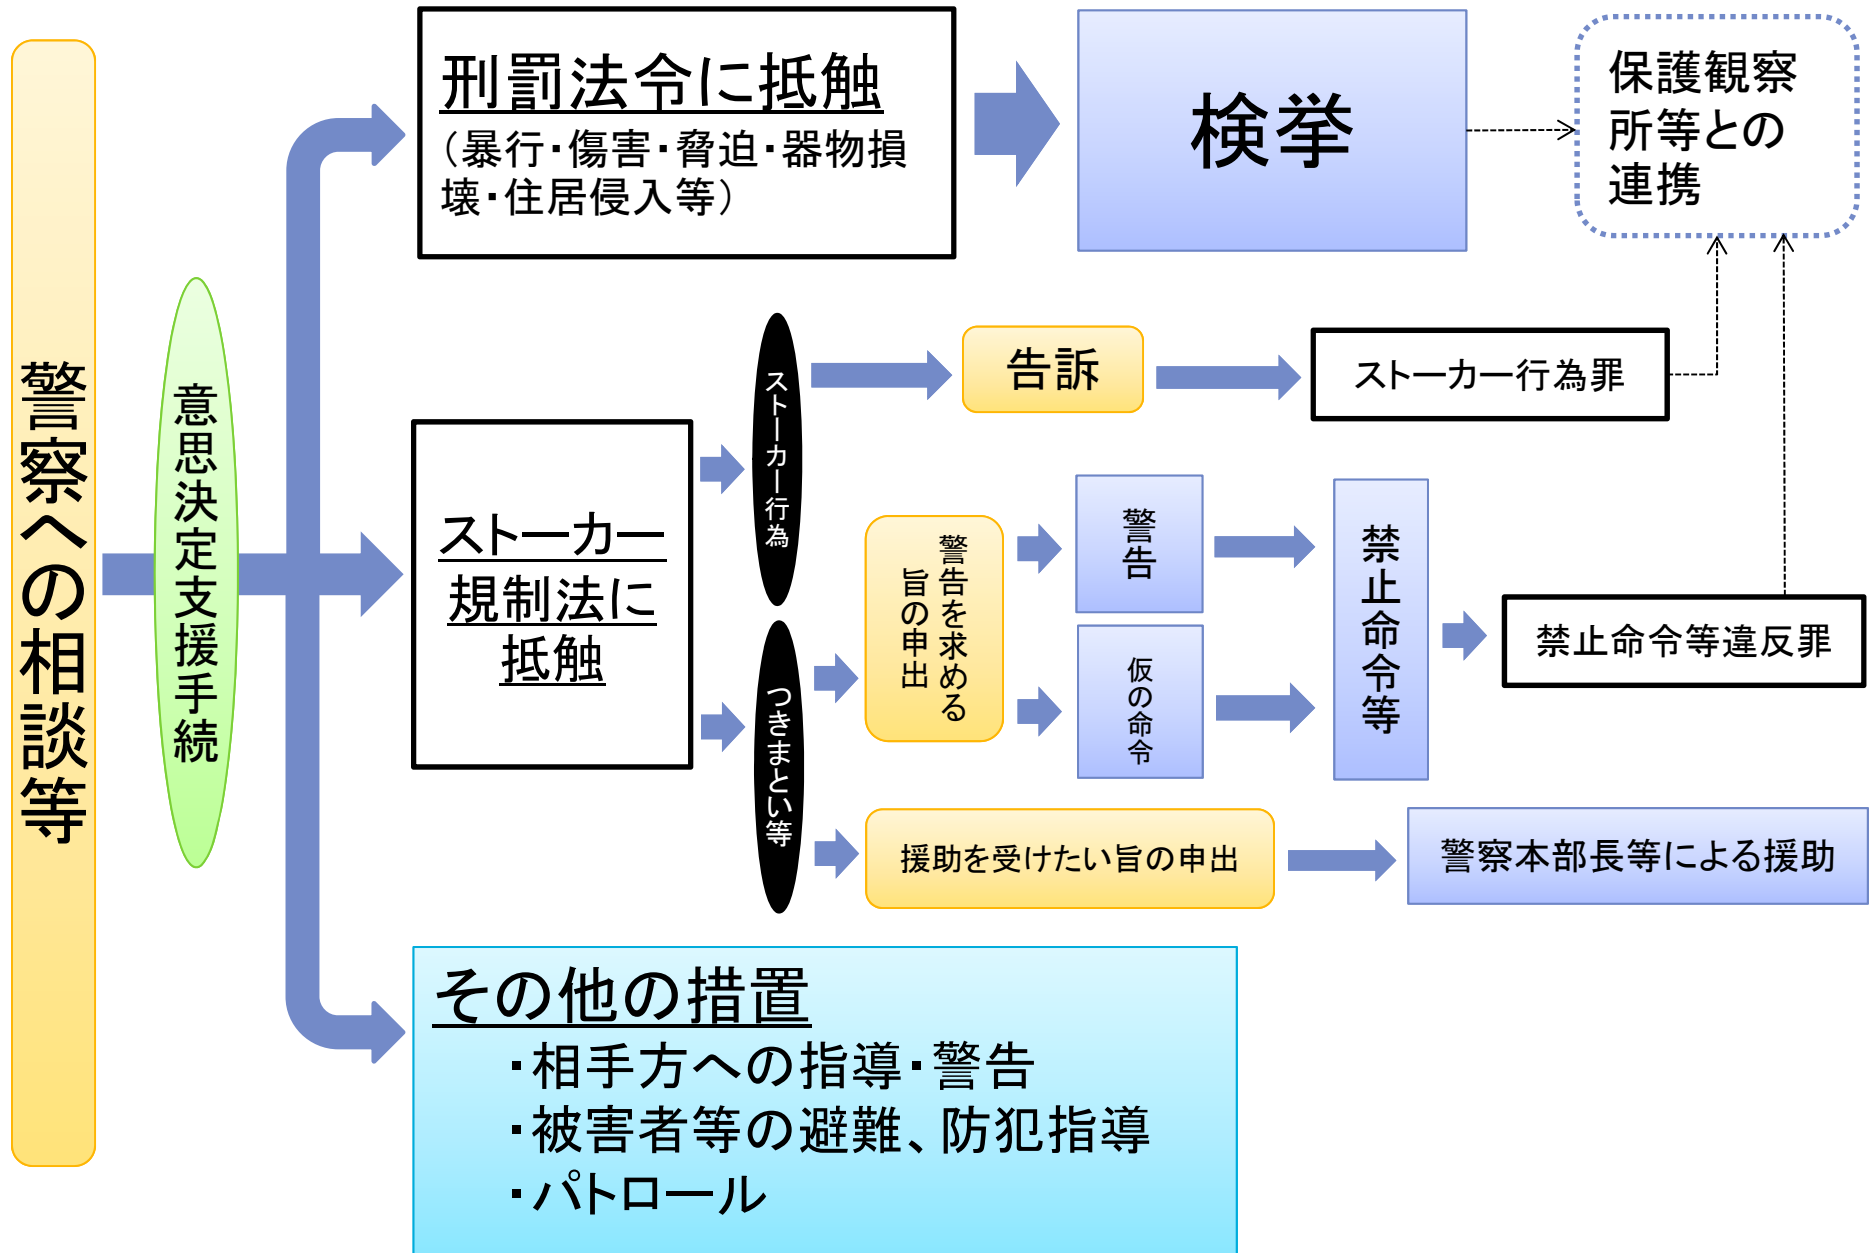 警察への相談等
意思決定支援手続
刑罰法令に抵触
（暴行・傷害・脅迫・器物損
壊・住居侵入等）
検挙
保護観察
所等との
連携
ストーカー
規制法に
抵触
ストーカー行為
告訴
ストーカー行為罪
つきまとい等
警告を求める
旨の申出
警告
仮の命令
禁止命令等
禁止命令等違反罪
援助を受けたい旨の申出
警察本部長等による援助
その他の措置
・相手方への指導・警告
・被害者等の避難、防犯指導
・パトロール